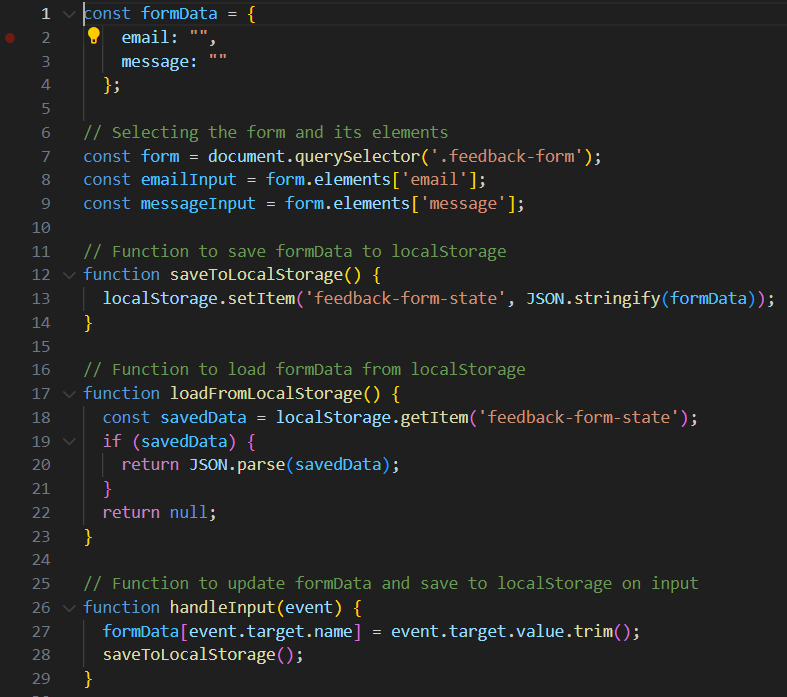 1 const formData = {
2 email: "",
3 message: ""
4 };
5
6 // Selecting the form and its elements
7 const form = document.querySelector('.feedback-form');
8 const emailInput = form.elements['email'];
9 const messageInput = form.elements['message'];
10
11 // Function to save formData to localStorage
12 function saveToLocalStorage() {
13 localStorage.setItem('feedback-form-state', JSON.stringify(formData));
14 }
15
16 // Function to load formData from localStorage
17 function loadFromLocalStorage() {
18 const savedData = localStorage.getItem('feedback-form-state');
19 if (savedData) {
20 return JSON.parse(savedData);
21 }
22 return null;
23 }
24
25 // Function to update formData and save to localStorage on input
26 function handleInput(event) {
27 formData[event.target.name] = event.target.value.trim();
28 saveToLocalStorage();
29 }